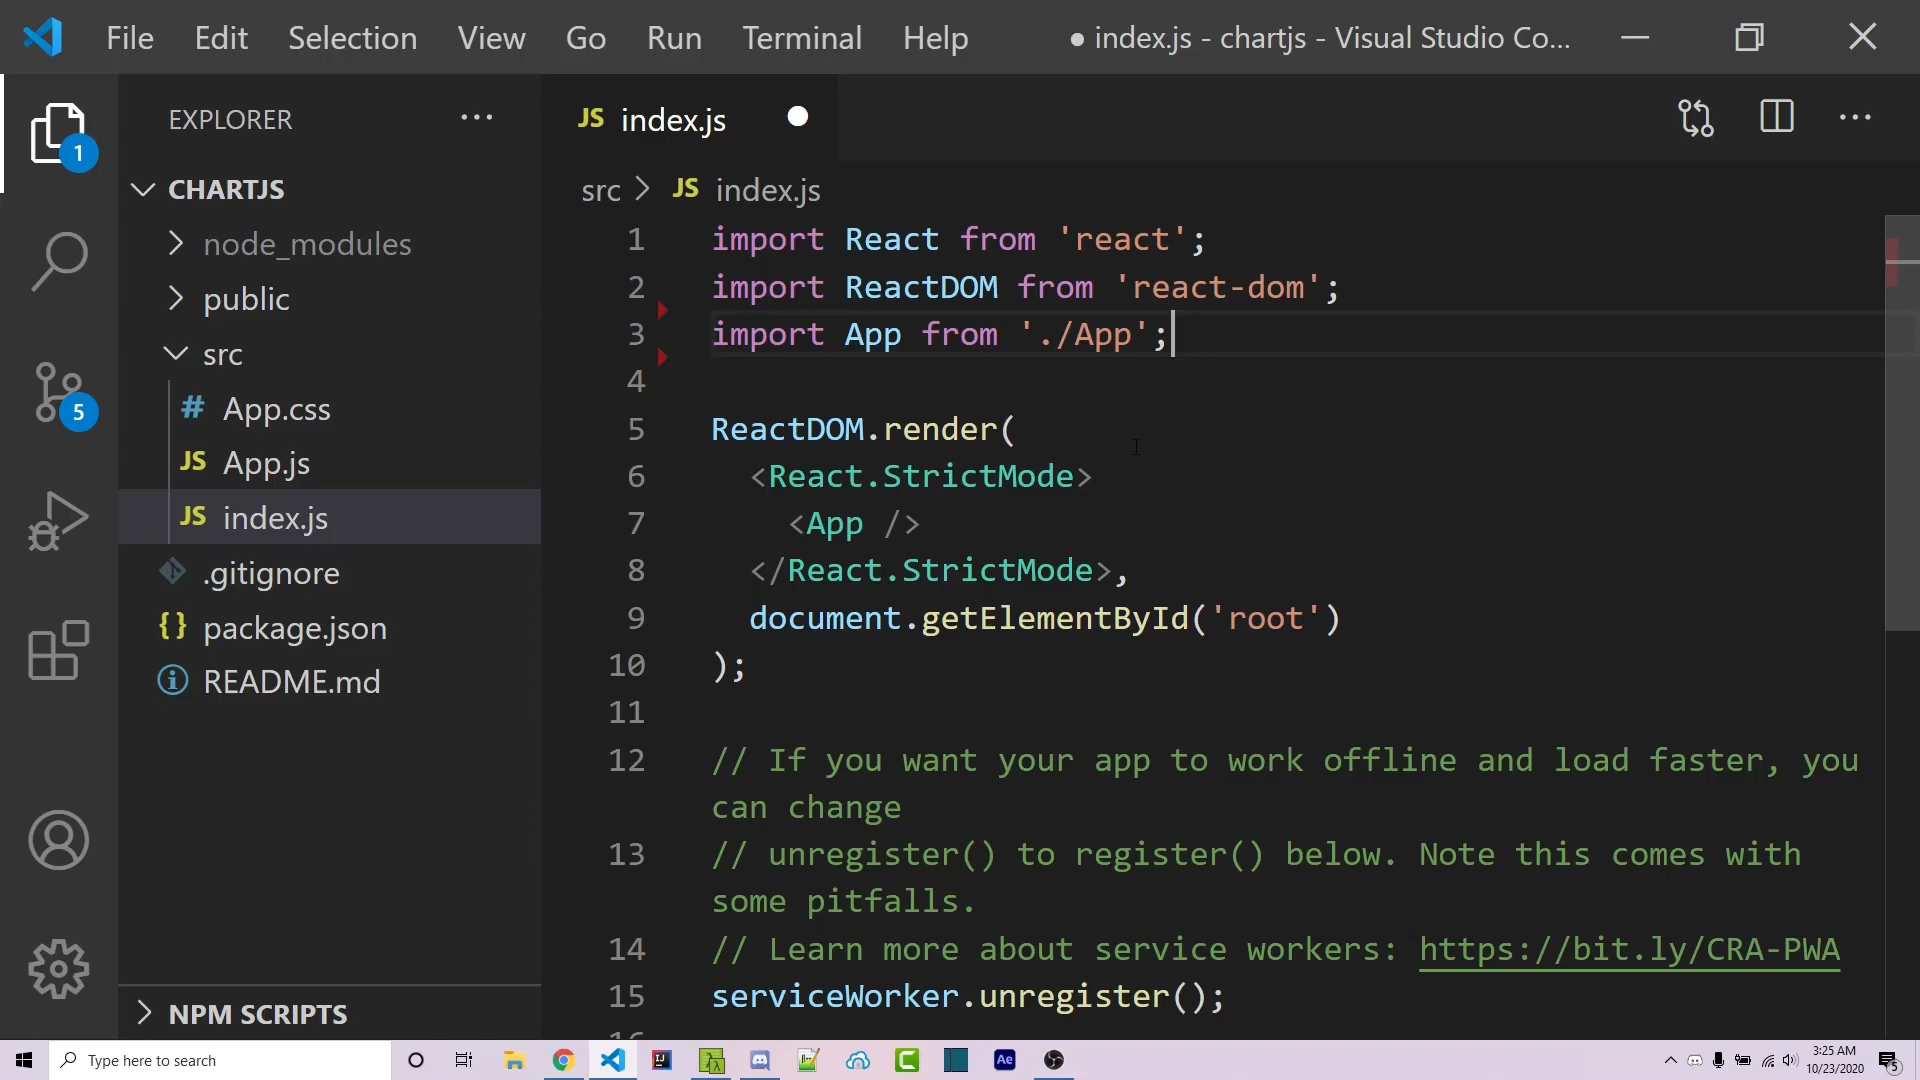 File Edit Selection View Go Run Terminal Help ● index.js - chartjs - Visual Studio Co...
EXPLORER
JS index.js
1
CHARTJS
src > JS index.js
node_modules
public
src
# App.css
JS App.js
JS index.js
.gitignore
{} package.json
README.md
5
NPM SCRIPTS
1 import React from 'react';
2 import ReactDOM from 'react-dom';
3 import App from './App';
4
5 ReactDOM.render(
6 <React.StrictMode>
7 <App />
8 </React.StrictMode>,
9 document.getElementById('root')
10 );
11
12 // If you want your app to work offline and load faster, you
can change
13 // unregister() to register() below. Note this comes with
some pitfalls.
14 // Learn more about service workers: https://bit.ly/CRA-PWA
15 serviceWorker.unregister();
Type here to search
Ae
3:25 AM
10/23/2020
5